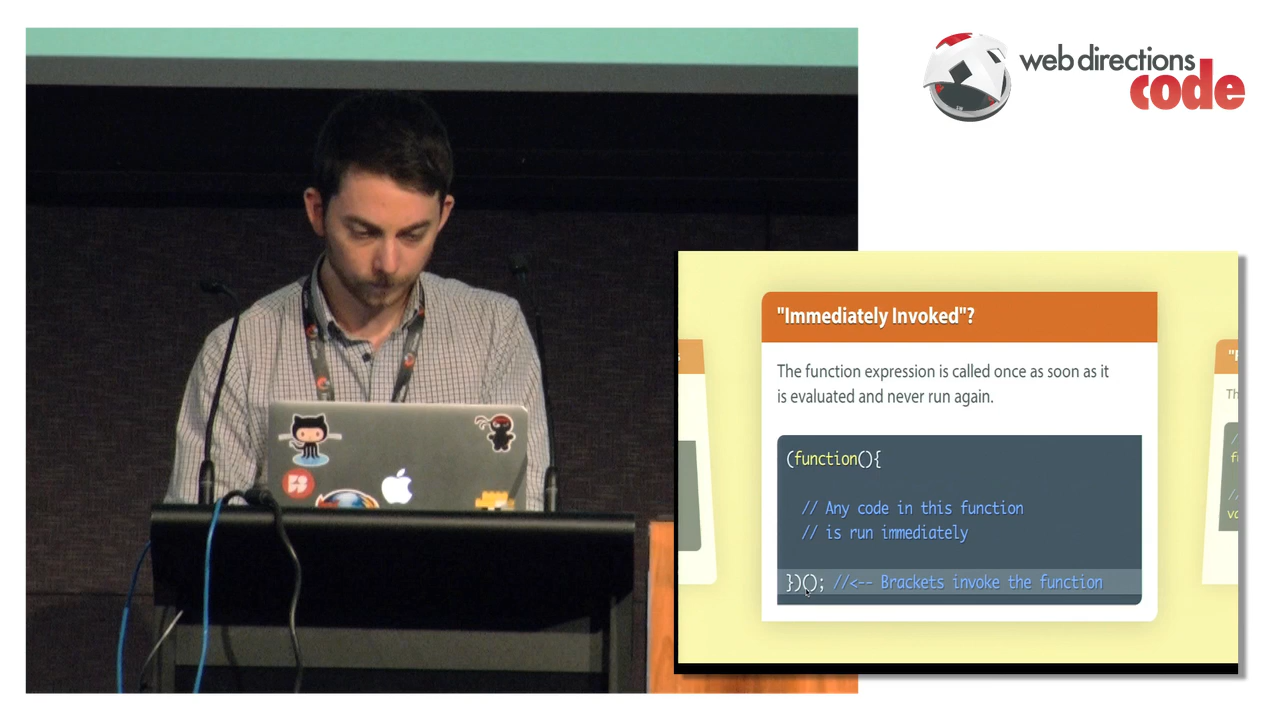 web directions
code
"Immediately Invoked"?
The function expression is called once as soon as it
is evaluated and never run again.
(function(){
// Any code in this function
// is run immediately
})(); //<-- Brackets invoke the function